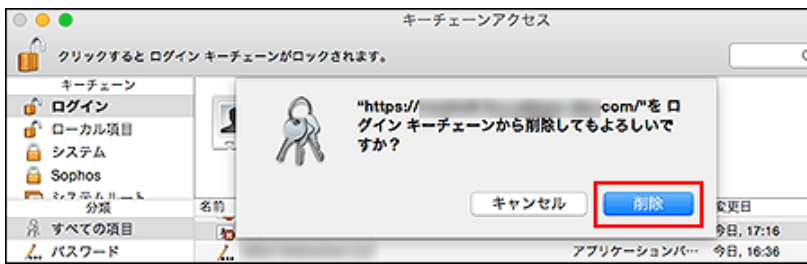 キーチェーンアクセス
クリックすると ログイン キーチェーンがロックされます。
キーチェーン
ログイン
ローカル項目
システム
Sophos
"https:// com/"を ロ
グイン キーチェーンから削除してもよろしいで
すか？
キャンセル
削除
分類
名前
変更日
すべての項目
今日, 17:16
パスワード
アプリケーションパ… 今日, 16:36